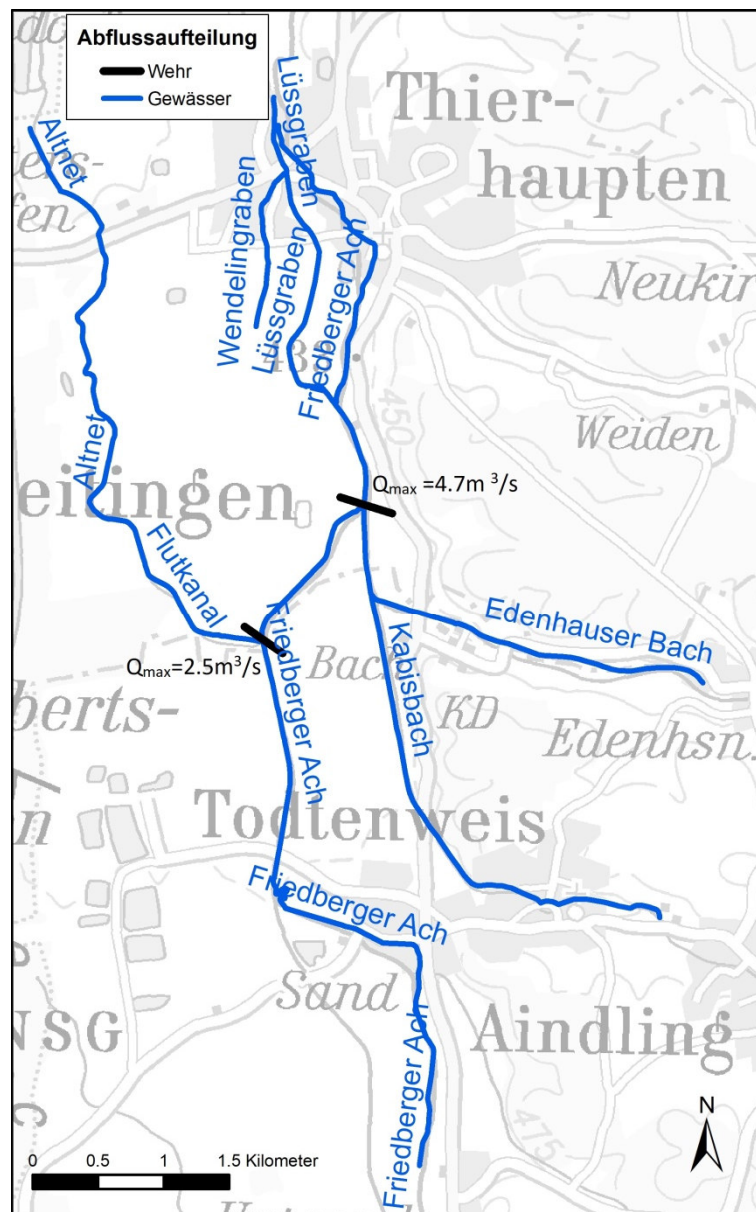 Abflussaufteilung
Wehr
Gewässer
Lüssgraben
Thier-
haupten
Altnet
Wendelingraben
Lüssgraben
Friedberger Ach
Neukir
450
Weiden
Altnet
eitingen
Qmax =4.7m ³/s
Flutkanal
Friedberger Ach
Edenhauser Bach
Qmax=2.5m³/s
Bach
Kabisbach
KD
berts-
Edenhsn.
Todtenweis
Friedberger Ach
Sand
NSG
Aindling
Friedberger Ach
475
N
0 0.5 1 1.5 Kilometer